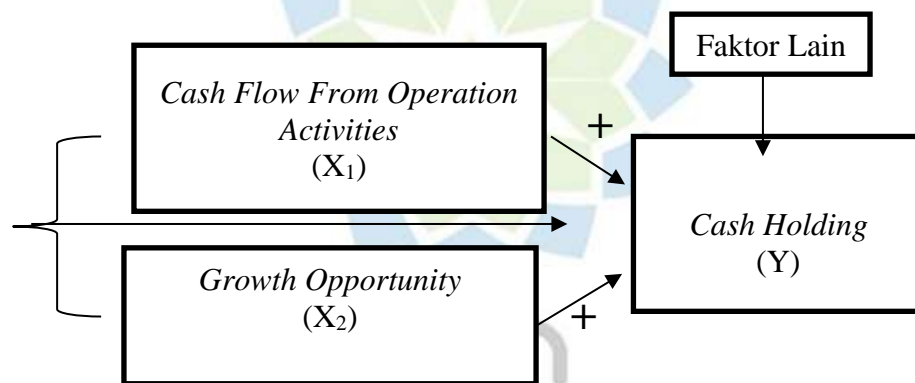 Faktor Lain
Cash Flow From Operation
Activities
(X₁)
+
Cash Holding
(Y)
Growth Opportunity
(X₂)
+